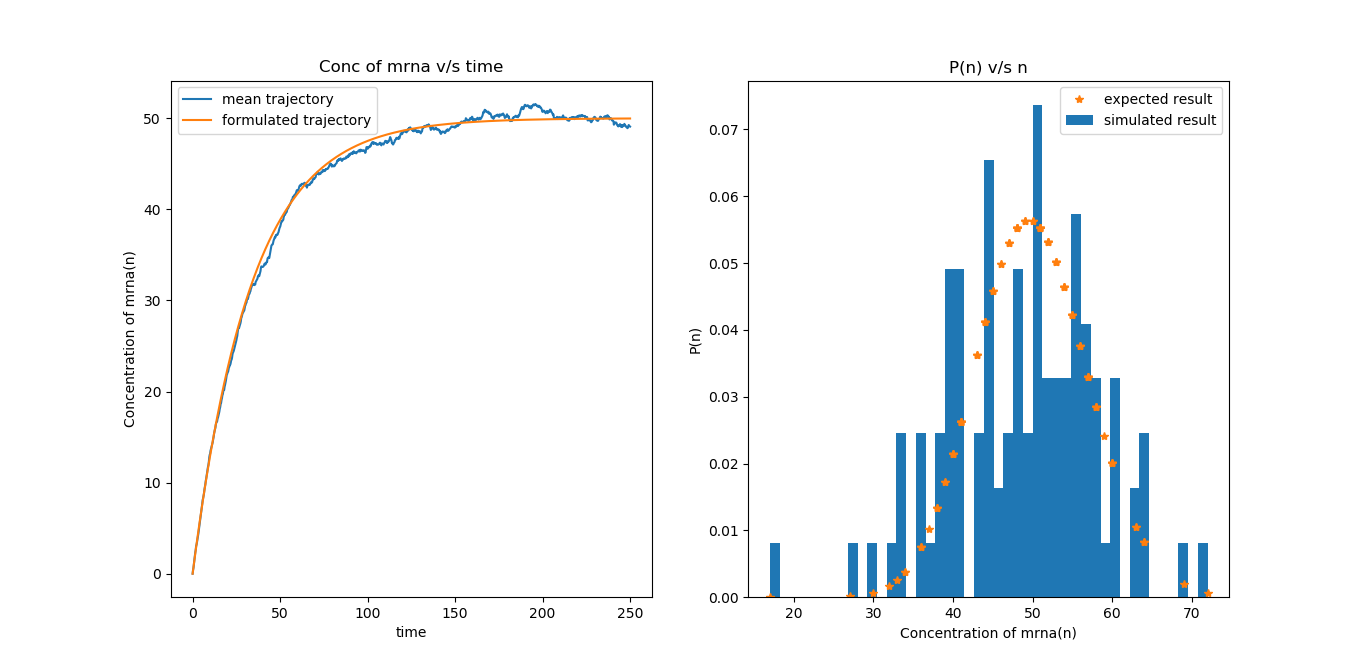 Conc of mrna v/s time
mean trajectory
formulated trajectory
50
40
30
20
10
0
Concentration of mrna(n)
0 50 100 150 200 250
time
P(n) v/s n
expected result
simulated result
0.07
0.06
0.05
0.04
0.03
0.02
0.01
0.00
P(n)
20 30 40 50 60 70
Concentration of mrna(n)